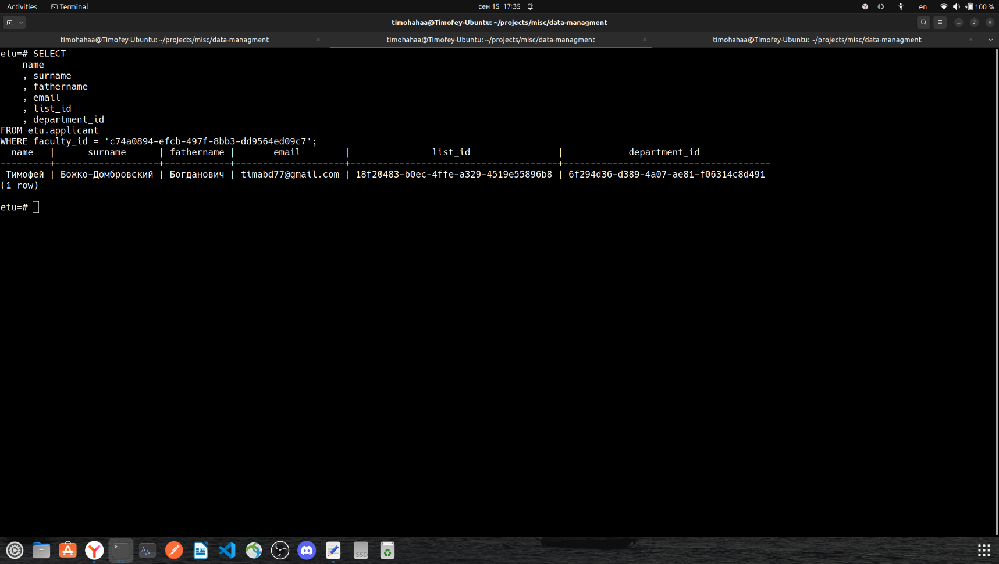 Activities Terminal сен 15 17:35 en 100 %
timohahaa@Timofey-Ubuntu: ~/projects/misc/data-managment
timohahaa@Timofey-Ubuntu: ~/projects/misc/data-managment × timohahaa@Timofey-Ubuntu: ~/projects/misc/data-managment × timohahaa@Timofey-Ubuntu: ~/projects/misc/data-managment ×
etu=# SELECT
    name
    , surname
    , fathername
    , email
    , list_id
    , department_id
FROM etu.applicant
WHERE faculty_id = 'c74a0894-efcb-497f-8bb3-dd9564ed09c7';
  name   |      surname      | fathername |       email       |               list_id                |            department_id
---------+-------------------+------------+-------------------+--------------------------------------+--------------------------------------
 Тимофей | Божко-Домбровский | Богданович | timabd77@gmail.com | 18f20483-b0ec-4ffe-a329-4519e55896b8 | 6f294d36-d389-4a07-ae81-f06314c8d491
(1 row)
etu=#
SSD